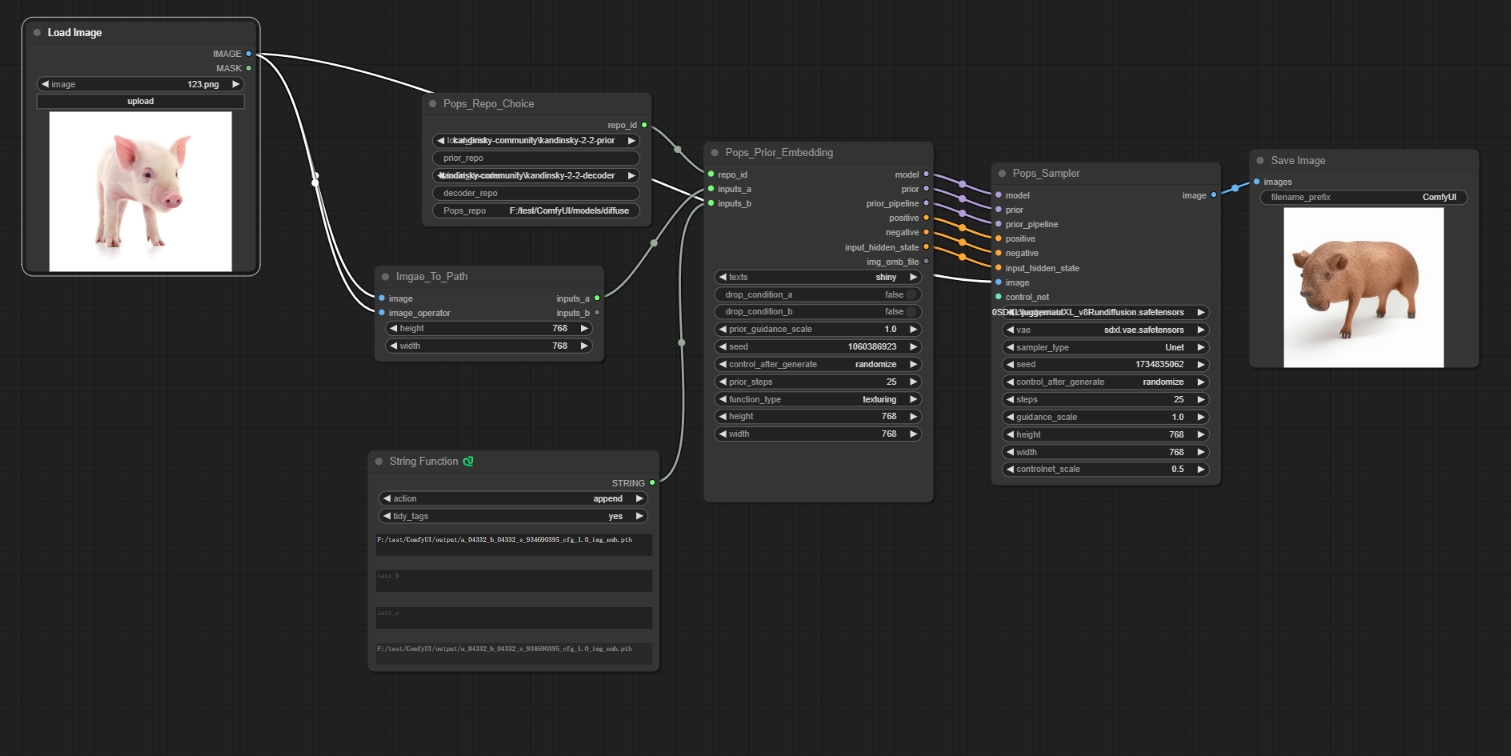 Load Image
IMAGE
MASK
image 123.png
upload
Pops_Repo_Choice
repo_id
kandinsky-community\kandinsky-2-2-prior
prior_repo
kandinsky-community\kandinsky-2-2-decoder
decoder_repo
Pops_repo F:/test/ComfyUI/models/diffuse
Imgae_To_Path
image inputs_a
image_operator inputs_b
height 768
width 768
String Function
STRING
action append
tidy_tags yes
F:/test/ComfyUI/output/a_04332_b_04332_s_934690395_cfg_1.0_img_emb.pth
text_b
text_c
F:/test/ComfyUI/output/a_04332_b_04332_s_934690395_cfg_1.0_img_emb.pth
Pops_Prior_Embedding
repo_id model
inputs_a prior
inputs_b prior_pipeline
positive
negative
input_hidden_state
img_emb_file
texts shiny
drop_condition_a false
drop_condition_b false
prior_guidance_scale 1.0
seed 1060386923
control_after_generate randomize
prior_steps 25
function_type texturing
height 768
width 768
Pops_Sampler
model image
prior
prior_pipeline
positive
negative
input_hidden_state
image
control_net
juggernautXL_v8Rundiffusion.safetensors
vae sdxl.vae.safetensors
sampler_type Unet
seed 1734835062
control_after_generate randomize
steps 25
guidance_scale 1.0
height 768
width 768
controlnet_scale 0.5
Save Image
images
filename_prefix ComfyUI